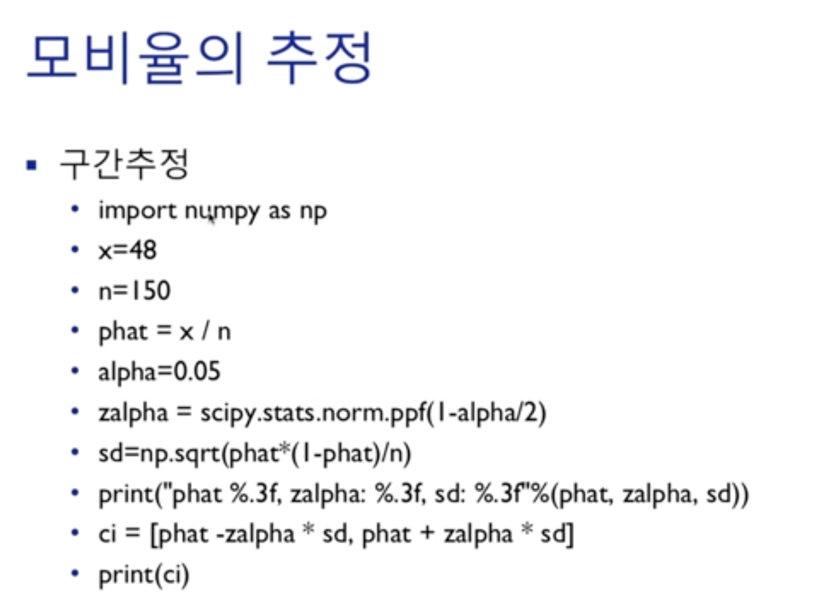 모비율의 추정
구간추정
import numpy as np
x=48
n=150
phat = x / n
alpha=0.05
zalpha = scipy.stats.norm.ppf(1-alpha/2)
sd=np.sqrt(phat*(1-phat)/n)
print("phat %.3f, zalpha: %.3f, sd: %.3f"%(phat, zalpha, sd))
ci = [phat -zalpha * sd, phat + zalpha * sd]
print(ci)